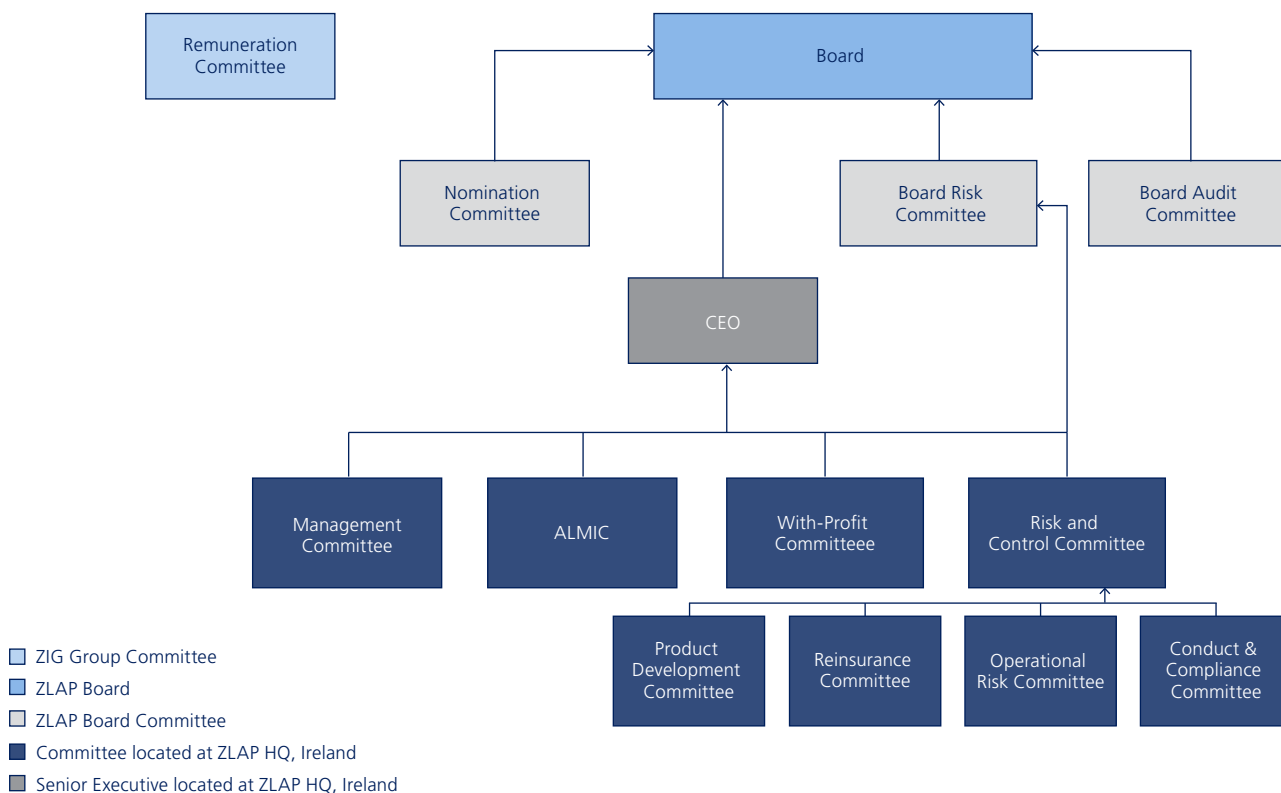 Remuneration
Committee
Board
Nomination
Committee
Board Risk
Committee
Board Audit
Committee
CEO
Management
Committee
ALMIC
With-Profit
Committeee
Risk and
Control Committee
Product
Development
Committee
Reinsurance
Committee
Operational
Risk Committee
Conduct &
Compliance
Committee
ZIG Group Committee
ZLAP Board
ZLAP Board Committee
Committee located at ZLAP HQ, Ireland
Senior Executive located at ZLAP HQ, Ireland